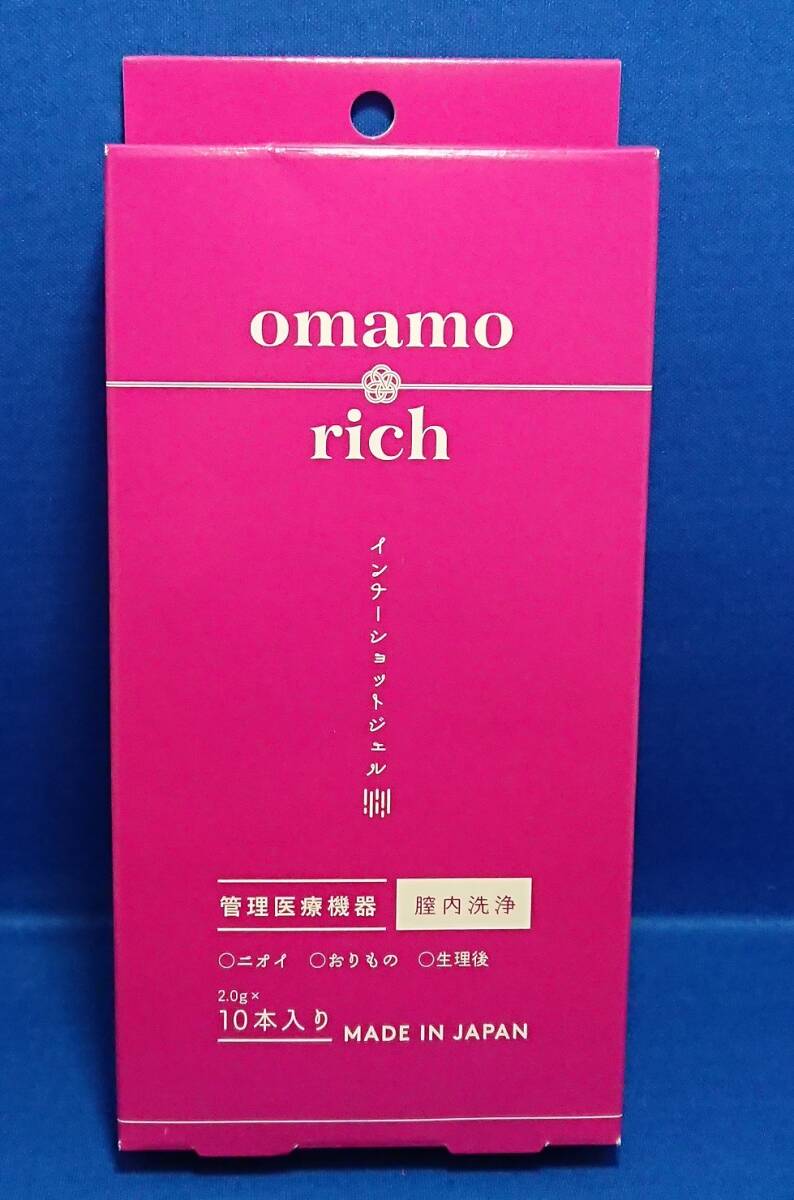 omamo
rich
インナーショットジェル
管理医療機器 膣内洗浄
○ニオイ ○おりもの ○生理後
2.0g×
10本入り MADE IN JAPAN